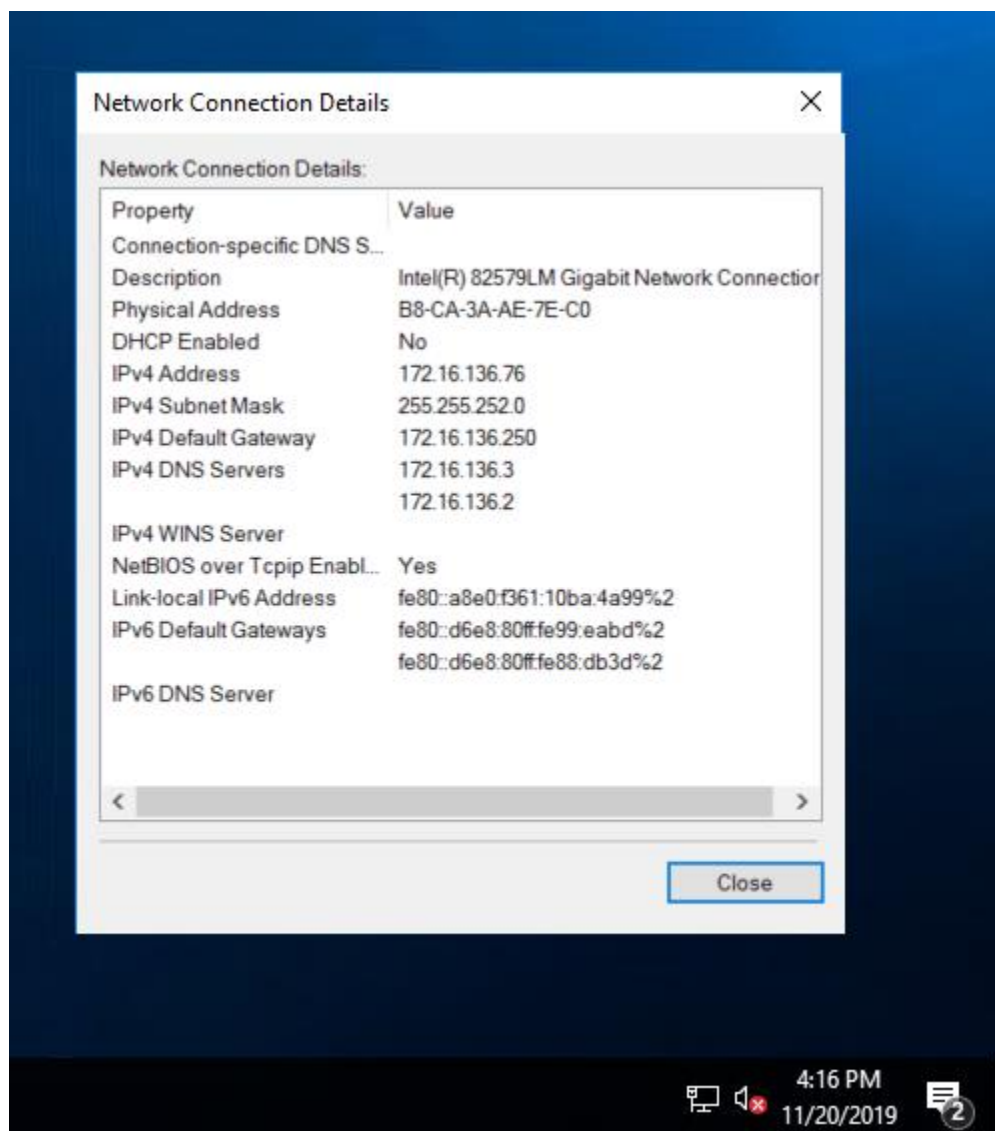 Network Connection Details
Network Connection Details:
Property Value
Connection-specific DNS S...
Description Intel(R) 82579LM Gigabit Network Connection
Physical Address B8-CA-3A-AE-7E-C0
DHCP Enabled No
IPv4 Address 172.16.136.76
IPv4 Subnet Mask 255.255.252.0
IPv4 Default Gateway 172.16.136.250
IPv4 DNS Servers 172.16.136.3
172.16.136.2
IPv4 WINS Server
NetBIOS over Tcpip Enabl... Yes
Link-local IPv6 Address fe80::a8e0:f361:10ba:4a99%2
IPv6 Default Gateways fe80::d6e8:80ff:fe99:eabd%2
fe80::d6e8:80ff:fe88:db3d%2
IPv6 DNS Server
Close
4:16 PM
11/20/2019
2